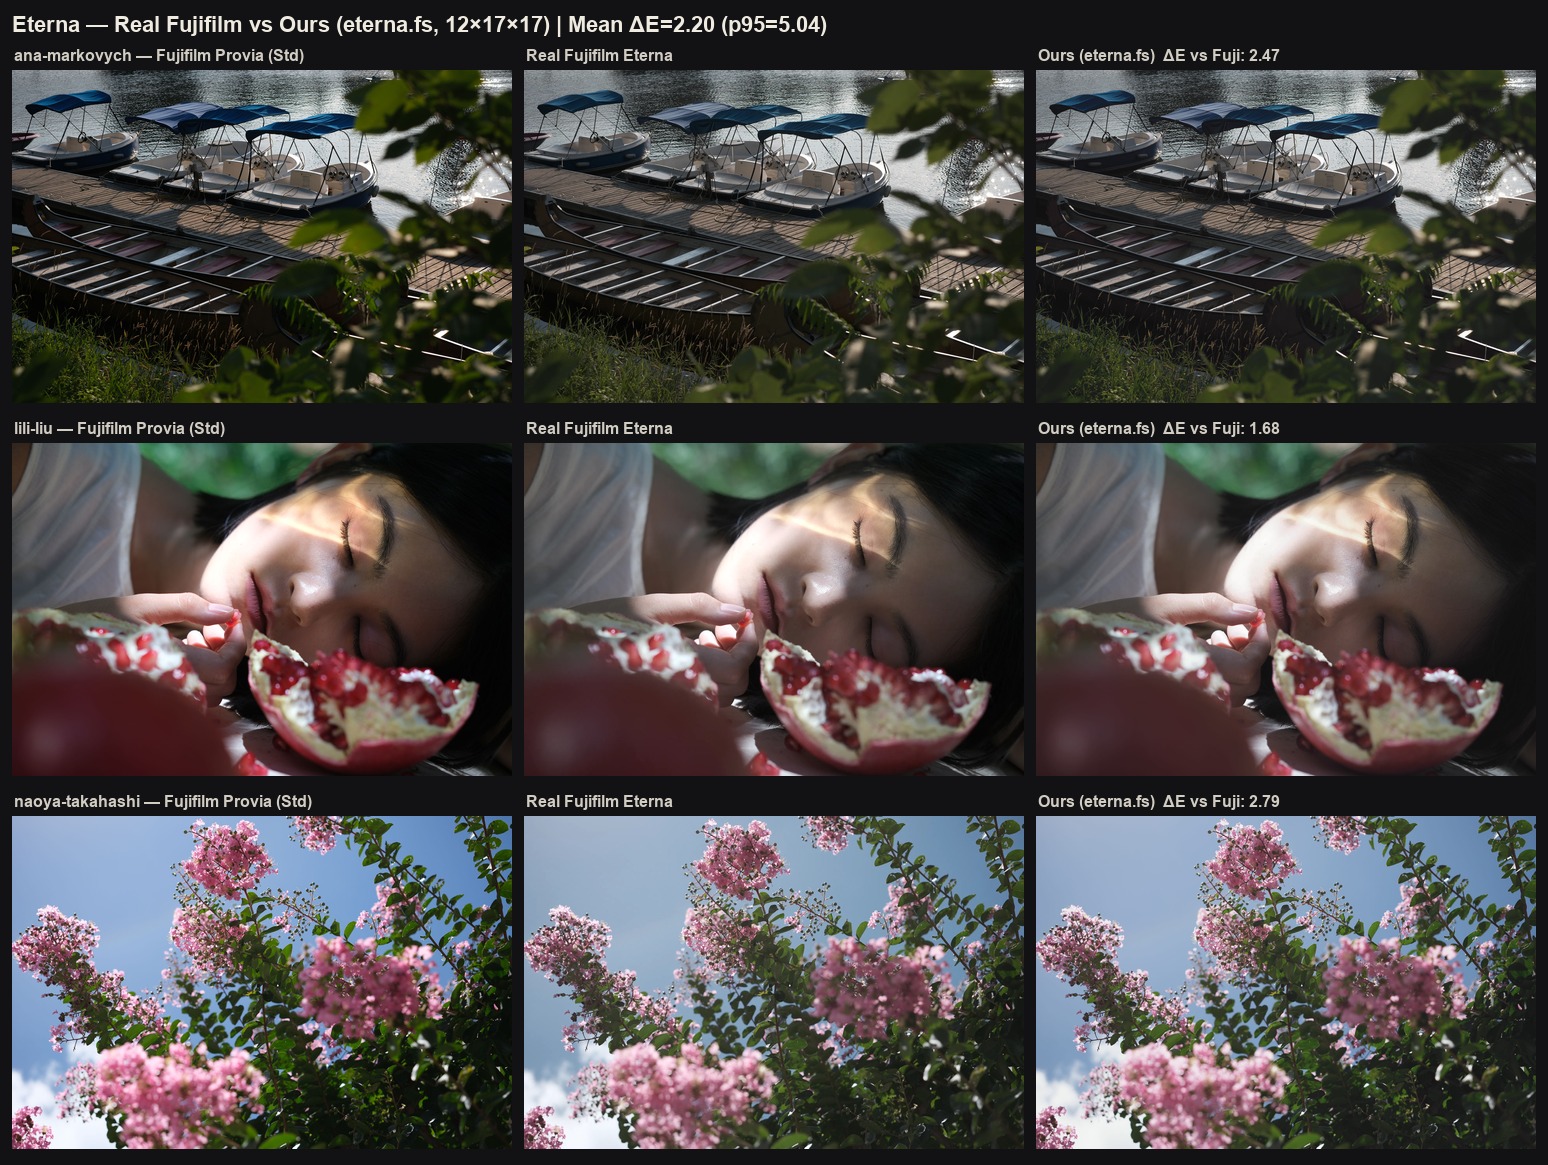 Eterna — Real Fujifilm vs Ours (eterna.fs, 12×17×17) | Mean ΔE=2.20 (p95=5.04)
ana-markovych — Fujifilm Provia (Std)
Real Fujifilm Eterna
Ours (eterna.fs)  ΔE vs Fuji: 2.47
lili-liu — Fujifilm Provia (Std)
Real Fujifilm Eterna
Ours (eterna.fs)  ΔE vs Fuji: 1.68
naoya-takahashi — Fujifilm Provia (Std)
Real Fujifilm Eterna
Ours (eterna.fs)  ΔE vs Fuji: 2.79